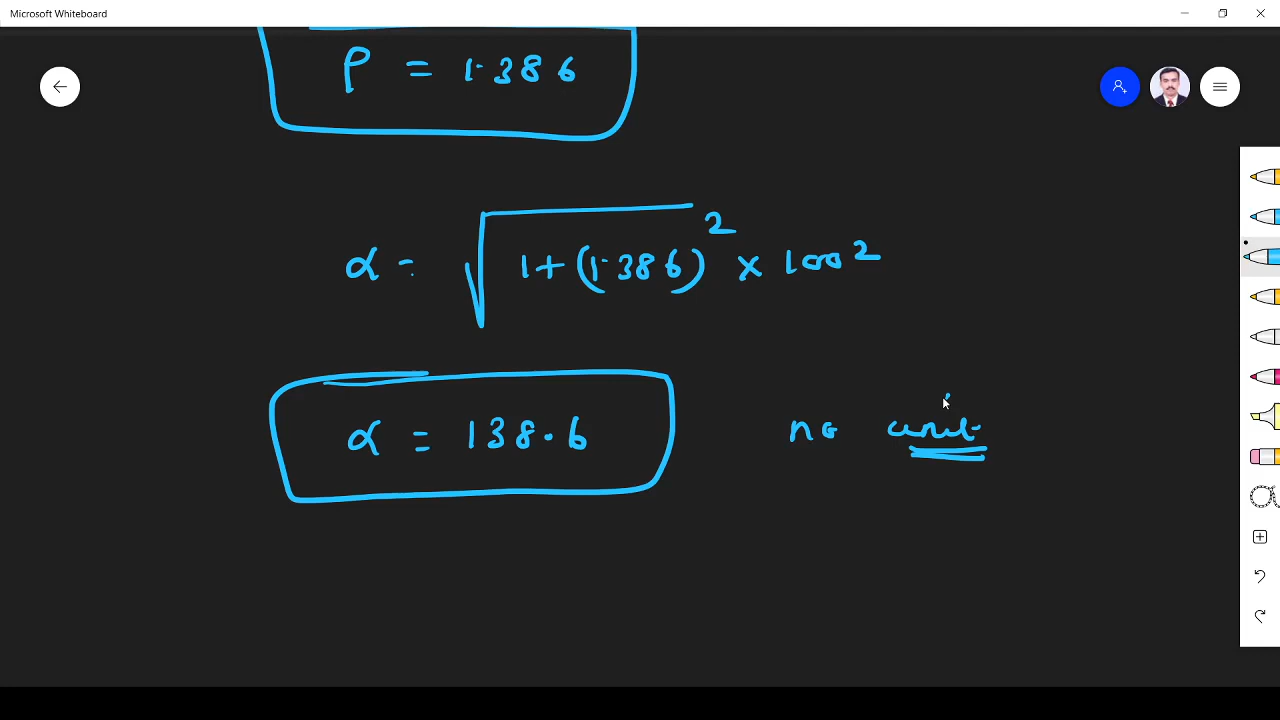 Microsoft Whiteboard
ρ = 1.386
α = √1+(1.386)² × 100²
α = 138.6
no unit